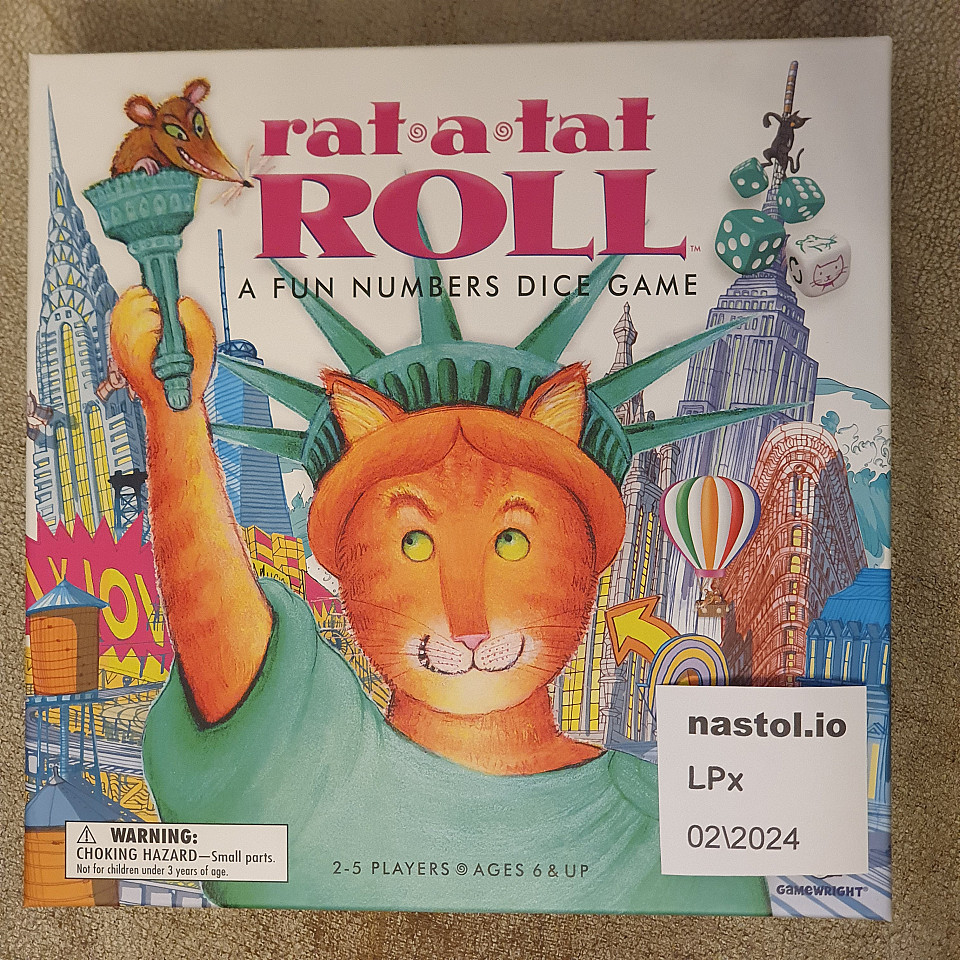 rat•a•tat
ROLL™
A FUN NUMBERS DICE GAME
nastol.io
LPx
02\2024
⚠ WARNING:
CHOKING HAZARD—Small parts.
Not for children under 3 years of age.
2-5 PLAYERS AGES 6 & UP
GAMEWRIGHT®